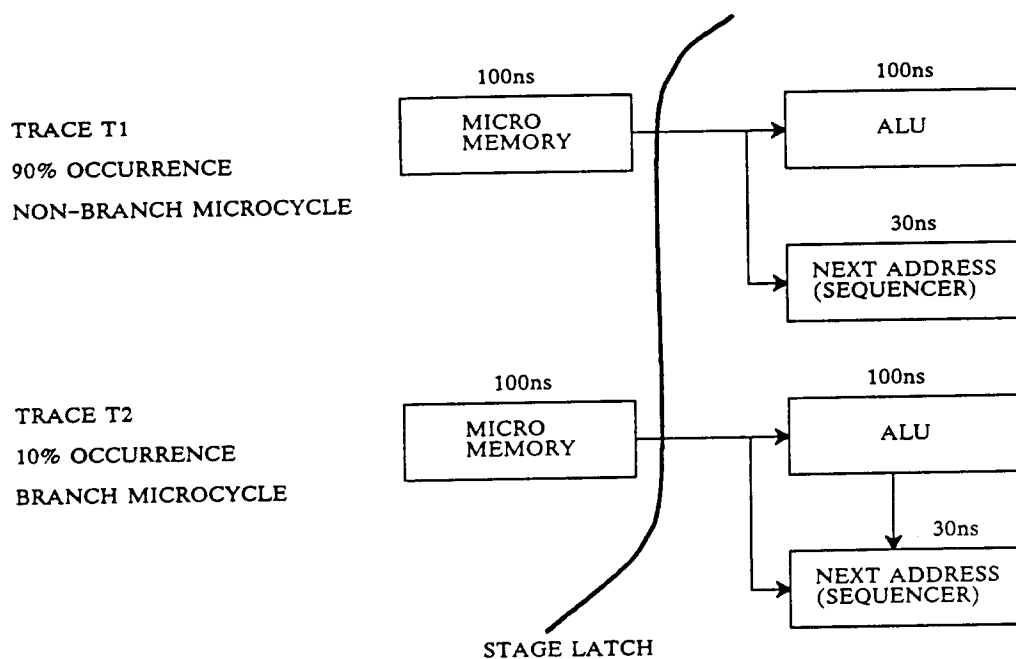 100ns
100ns
TRACE T1
90% OCCURRENCE
NON-BRANCH MICROCYCLE
MICRO
MEMORY
ALU
30ns
NEXT ADDRESS
(SEQUENCER)
100ns
100ns
TRACE T2
10% OCCURRENCE
BRANCH MICROCYCLE
MICRO
MEMORY
ALU
30ns
NEXT ADDRESS
(SEQUENCER)
STAGE LATCH